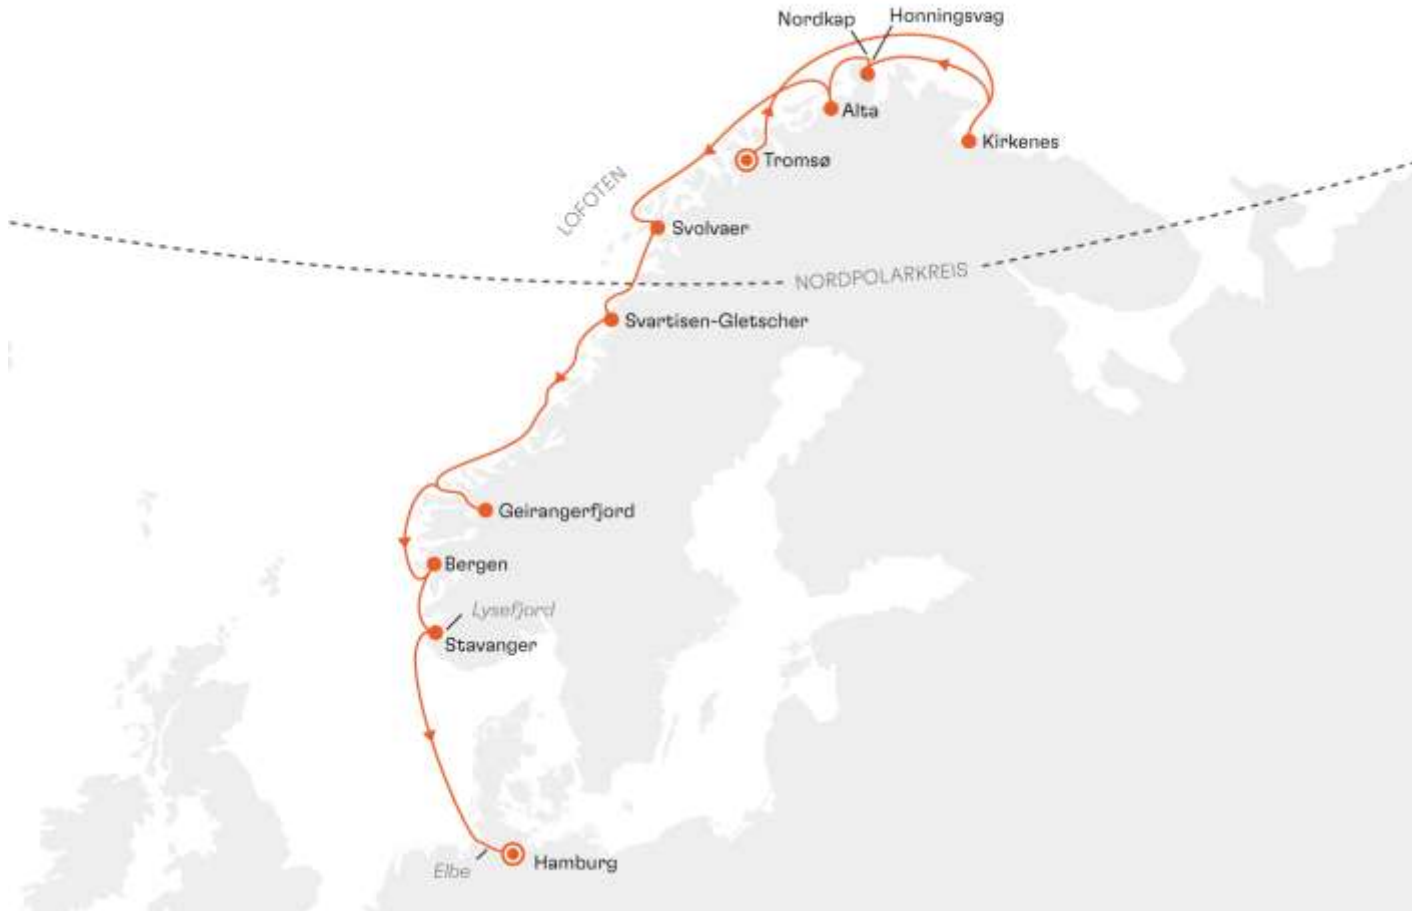 Nordkap
Honningsvag
Alta
Kirkenes
Tromsø
LOFOTEN
Svolvaer
NORDPOLARKREIS
Svartisen-Gletscher
Geirangerfjord
Bergen
Lysefjord
Stavanger
Hamburg
Elbe